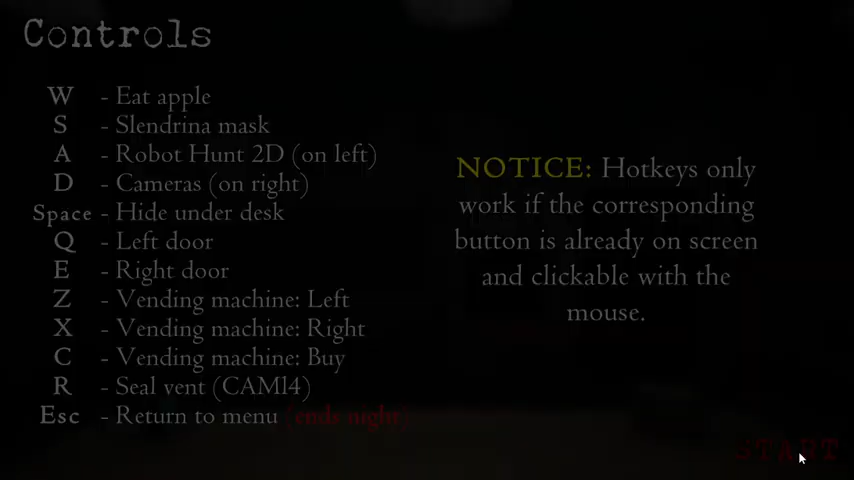 Controls
W - Eat apple
S - Slendrina mask
A - Robot Hunt 2D (on left)
D - Cameras (on right)
Space - Hide under desk
Q - Left door
E - Right door
Z - Vending machine: Left
X - Vending machine: Right
C - Vending machine: Buy
R - Seal vent (CAM14)
Esc - Return to menu (ends night)
NOTICE: Hotkeys only
work if the corresponding
button is already on screen
and clickable with the
mouse.
START